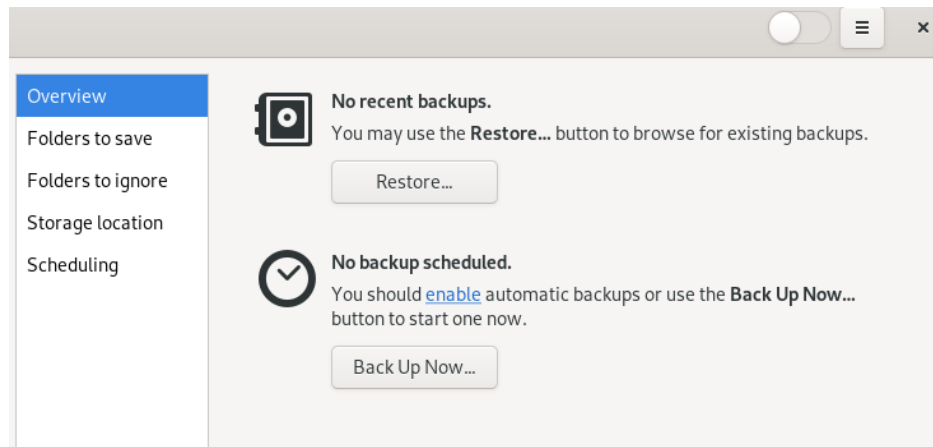 Overview
Folders to save
Folders to ignore
Storage location
Scheduling
No recent backups.
You may use the Restore... button to browse for existing backups.
Restore...
No backup scheduled.
You should enable automatic backups or use the Back Up Now...
button to start one now.
Back Up Now...